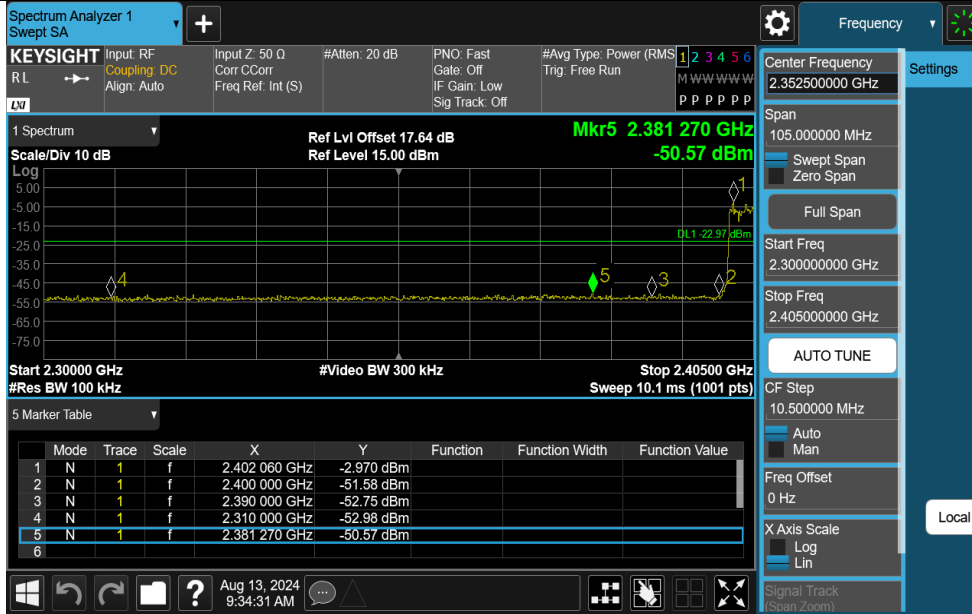 Spectrum Analyzer 1
Swept SA
+
Frequency
KEYSIGHT
RL
LXI
Input: RF
Coupling: DC
Align: Auto
Input Z: 50 Ω
Corr CCorr
Freq Ref: Int (S)
#Atten: 20 dB
PNO: Fast
Gate: Off
IF Gain: Low
Sig Track: Off
#Avg Type: Power (RMS
Trig: Free Run
1 2 3 4 5 6
M W W W W W
P P P P P P
1 Spectrum
Scale/Div 10 dB
Ref Lvl Offset 17.64 dB
Ref Level 15.00 dBm
Mkr5 2.381 270 GHz
-50.57 dBm
Log
5.00
-5.00
-15.0
-25.0
-35.0
-45.0
-55.0
-65.0
-75.0
DL1 -22.97 dBm
1
4
5
3
2
Start 2.30000 GHz
#Res BW 100 kHz
#Video BW 300 kHz
Stop 2.40500 GHz
Sweep 10.1 ms (1001 pts)
5 Marker Table
Mode Trace Scale X Y Function Function Width Function Value
1 N 1 f 2.402 060 GHz -2.970 dBm
2 N 1 f 2.400 000 GHz -51.58 dBm
3 N 1 f 2.390 000 GHz -52.75 dBm
4 N 1 f 2.310 000 GHz -52.98 dBm
5 N 1 f 2.381 270 GHz -50.57 dBm
6
?
Aug 13, 2024
9:34:31 AM
Center Frequency
2.352500000 GHz
Span
105.000000 MHz
Swept Span
Zero Span
Full Span
Start Freq
2.300000000 GHz
Stop Freq
2.405000000 GHz
AUTO TUNE
CF Step
10.500000 MHz
Auto
Man
Freq Offset
0 Hz
X Axis Scale
Log
Lin
Signal Track
(Span Zoom)
Settings
Local